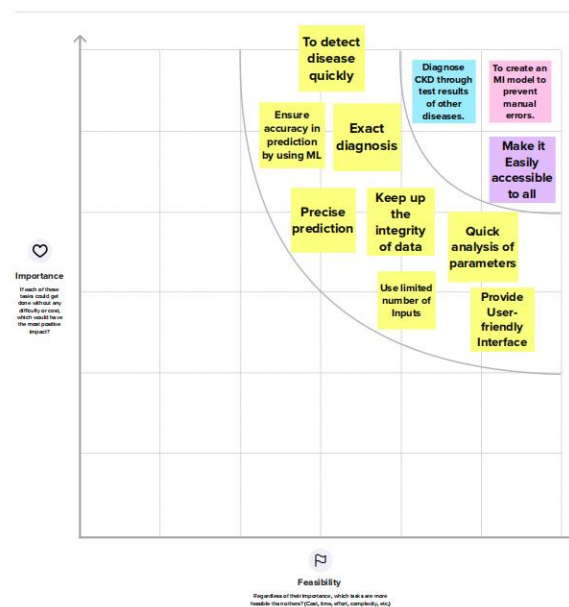 To detect
disease
quickly
Diagnose
CKD through
test results
of other
diseases.
To create an
MI model to
prevent
manual
errors.
Ensure
accuracy in
prediction
by using ML
Exact
diagnosis
Make it
Easily
accessible
to all
Precise
prediction
Keep up
the
integrity
of data
Quick
analysis of
parameters
Use limited
number of
Inputs
Provide
User-
friendly
Interface
Importance
If each of these
tasks could get
done without any
difficulty or cost,
which would have
the most positive
impact?
Feasibility
Regardless of their importance, which tasks are more
feasible than others? (Cost, time, effort, complexity, etc.)